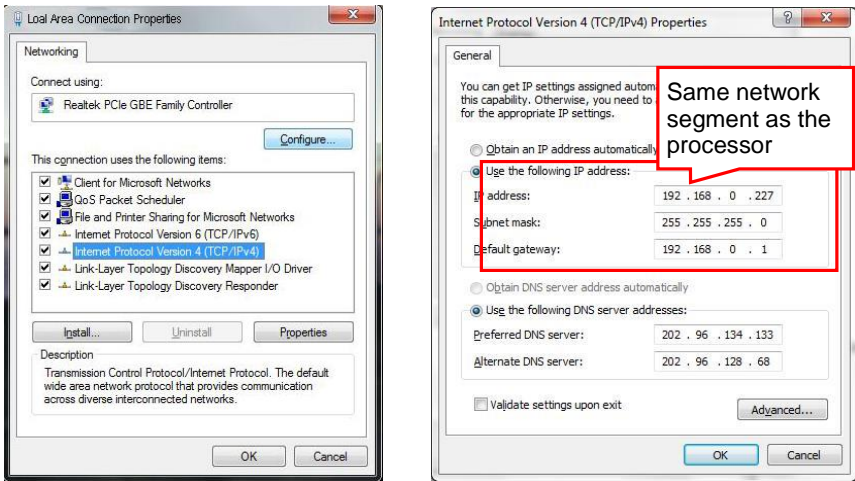 Loal Area Connection Properties
Networking
Connect using:
Realtek PCIe GBE Family Controller
Configure...
This connection uses the following items:
Client for Microsoft Networks
QoS Packet Scheduler
File and Printer Sharing for Microsoft Networks
Internet Protocol Version 6 (TCP/IPv6)
Internet Protocol Version 4 (TCP/IPv4)
Link-Layer Topology Discovery Mapper I/O Driver
Link-Layer Topology Discovery Responder
Install...
Uninstall
Properties
Description
Transmission Control Protocol/Internet Protocol. The default
wide area network protocol that provides communication
across diverse interconnected networks.
OK
Cancel
Internet Protocol Version 4 (TCP/IPv4) Properties
General
You can get IP settings assigned
this capability. Otherwise, you need to
for the appropriate IP settings.
Same network
segment as the
processor
Obtain an IP address automatically
Use the following IP address:
IP address: 192 . 168 . 0 . 227
Subnet mask: 255 . 255 . 255 . 0
Default gateway: 192 . 168 . 0 . 1
Obtain DNS server address automatically
Use the following DNS server addresses:
Preferred DNS server: 202 . 96 . 134 . 133
Alternate DNS server: 202 . 96 . 128 . 68
Validate settings upon exit
Advanced...
OK
Cancel